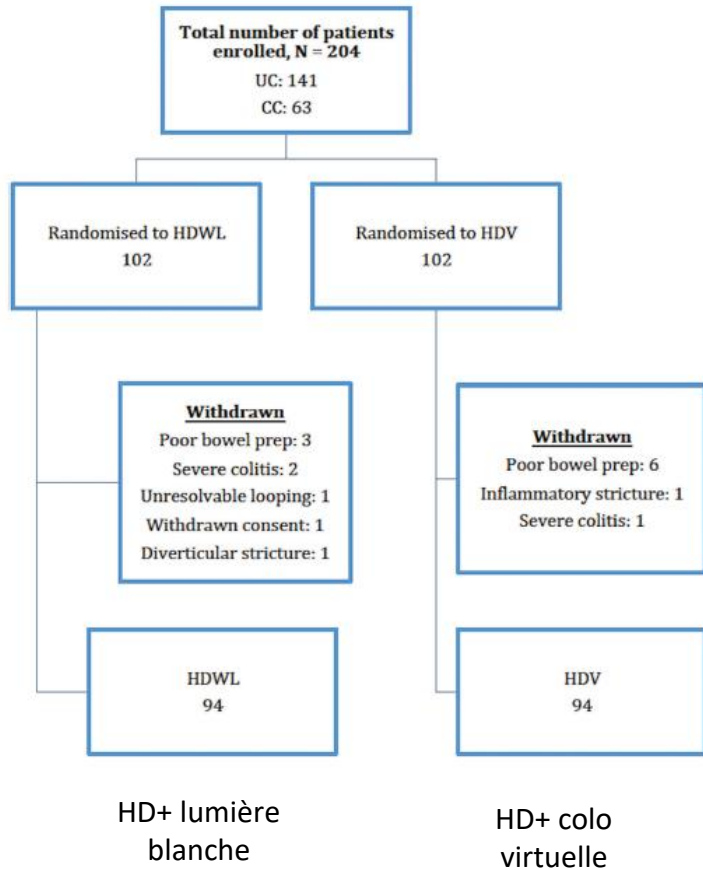 Total number of patients
enrolled, N = 204
UC: 141
CC: 63
Randomised to HDWL
102
Randomised to HDV
102
Withdrawn
Poor bowel prep: 3
Severe colitis: 2
Unresolvable looping: 1
Withdrawn consent: 1
Diverticular stricture: 1
Withdrawn
Poor bowel prep: 6
Inflammatory stricture: 1
Severe colitis: 1
HDWL
94
HDV
94
HD+ lumière
blanche
HD+ colo
virtuelle